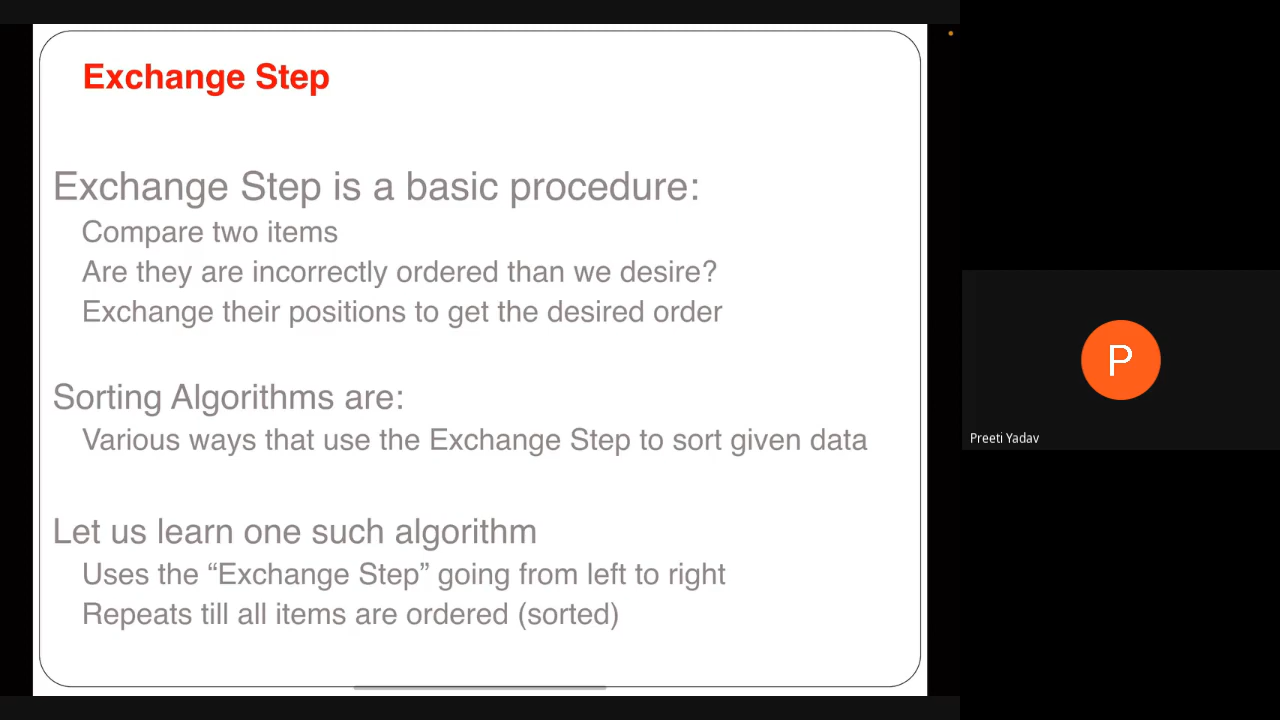 Exchange Step
Exchange Step is a basic procedure:
Compare two items
Are they are incorrectly ordered than we desire?
Exchange their positions to get the desired order
Sorting Algorithms are:
Various ways that use the Exchange Step to sort given data
Let us learn one such algorithm
Uses the “Exchange Step” going from left to right
Repeats till all items are ordered (sorted)
P
Preeti Yadav